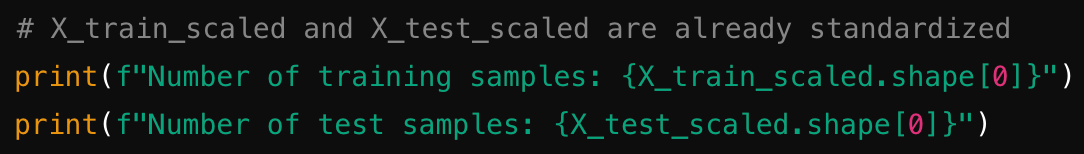 # X_train_scaled and X_test_scaled are already standardized
print(f"Number of training samples: {X_train_scaled.shape[0]}")
print(f"Number of test samples: {X_test_scaled.shape[0]}")